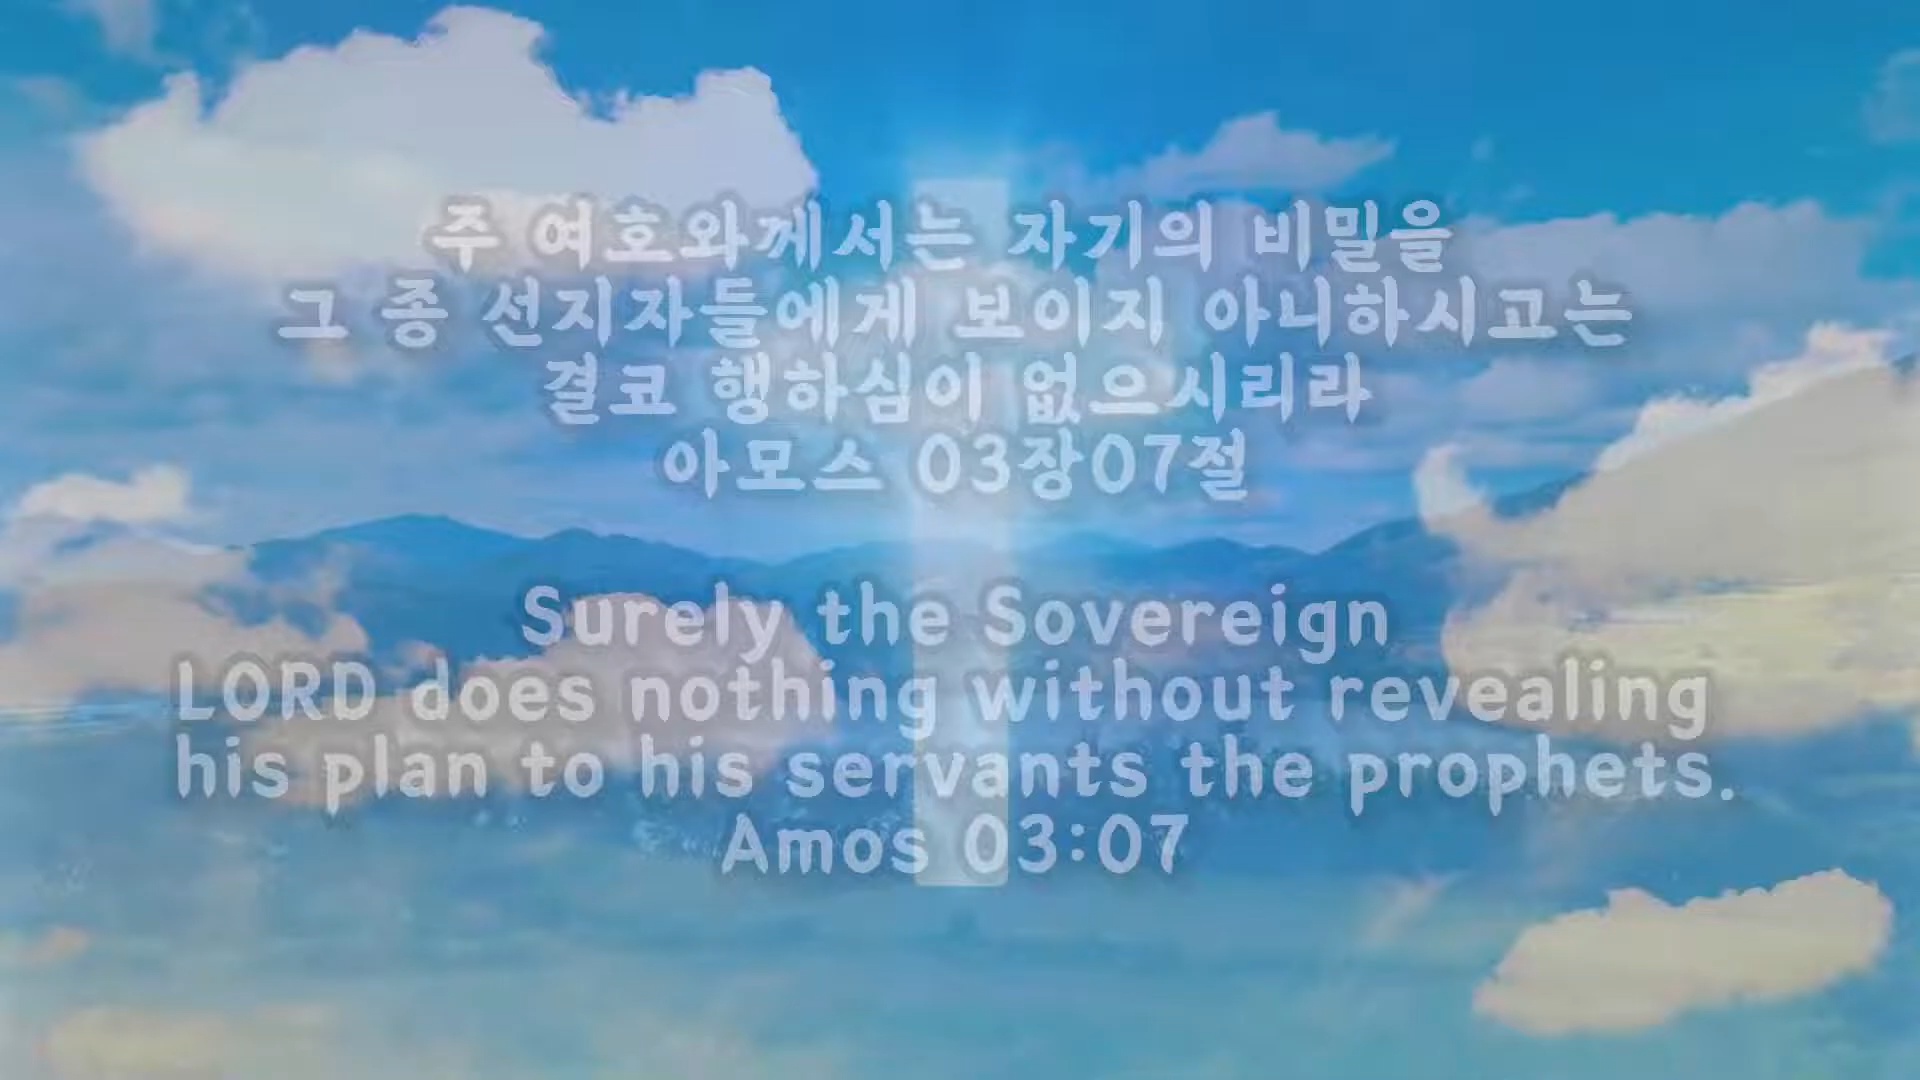 주 여호와께서는 자기의 비밀을
그 종 선지자들에게 보이지 아니하시고는
결코 행하심이 없으시리라
아모스 03장07절
Surely the Sovereign
LORD does nothing without revealing
his plan to his servants the prophets.
Amos 03:07